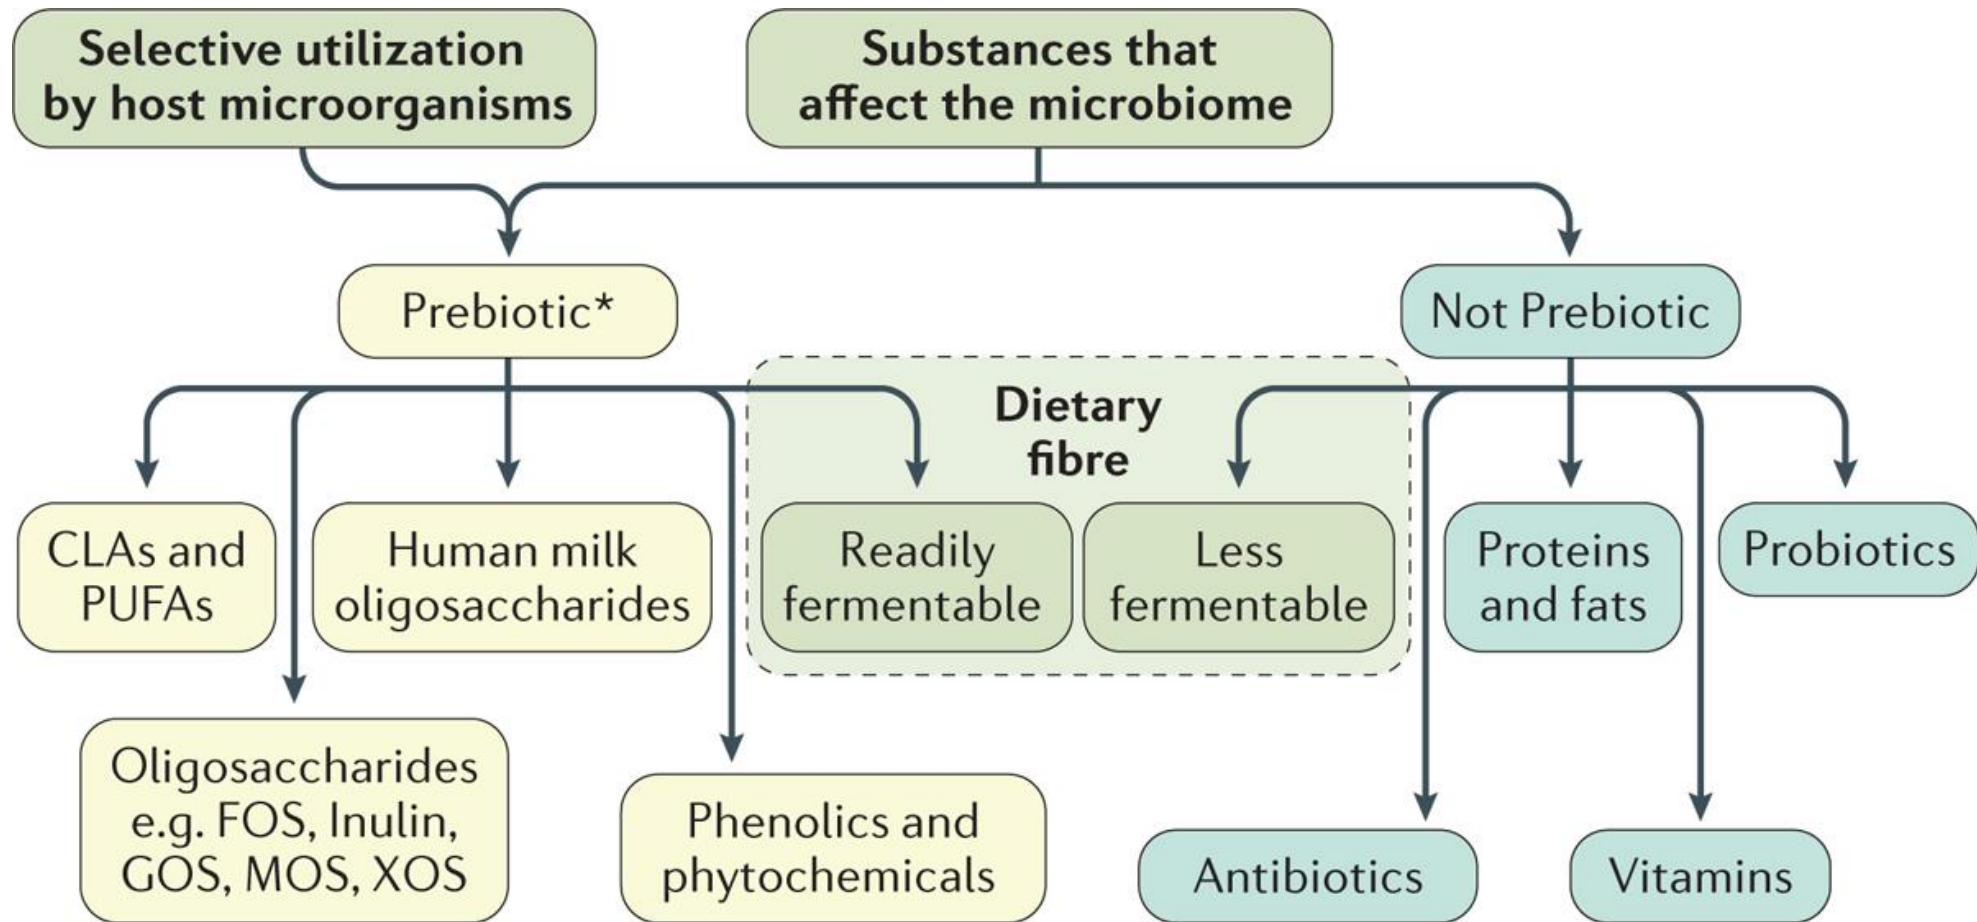 Selective utilization
by host microorganisms
Substances that
affect the microbiome
Prebiotic*
Not Prebiotic
Dietary
fibre
CLAs and
PUFAs
Human milk
oligosaccharides
Readily
fermentable
Less
fermentable
Proteins
and fats
Probiotics
Oligosaccharides
e.g. FOS, Inulin,
GOS, MOS, XOS
Phenolics and
phytochemicals
Antibiotics
Vitamins